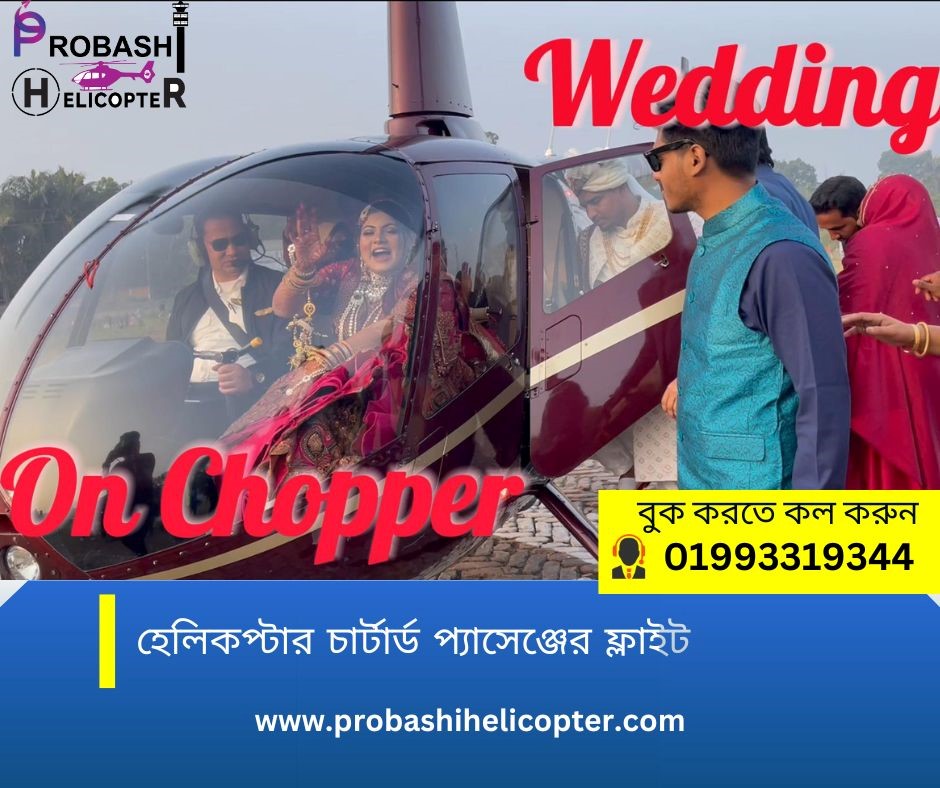 PROBASHI
HELICOPTER
Wedding
On Chopper
বুক করতে কল করুন
01993319344
হেলিকপ্টার চার্টার্ড প্যাসেঞ্জের ফ্লাইট
www.probashihelicopter.com